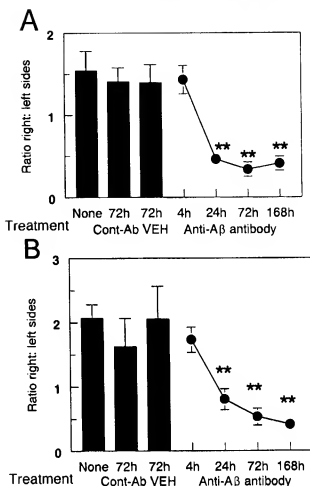 A
2
1
0
Ratio right: left sides
** ** **
None 72h 72h 4h 24h 72h 168h
Treatment Cont-Ab VEH Anti-Aβ antibody
B
3
2
1
0
Ratio right: left sides
** ** **
None 72h 72h 4h 24h 72h 168h
Treatment Cont-Ab VEH Anti-Aβ antibody